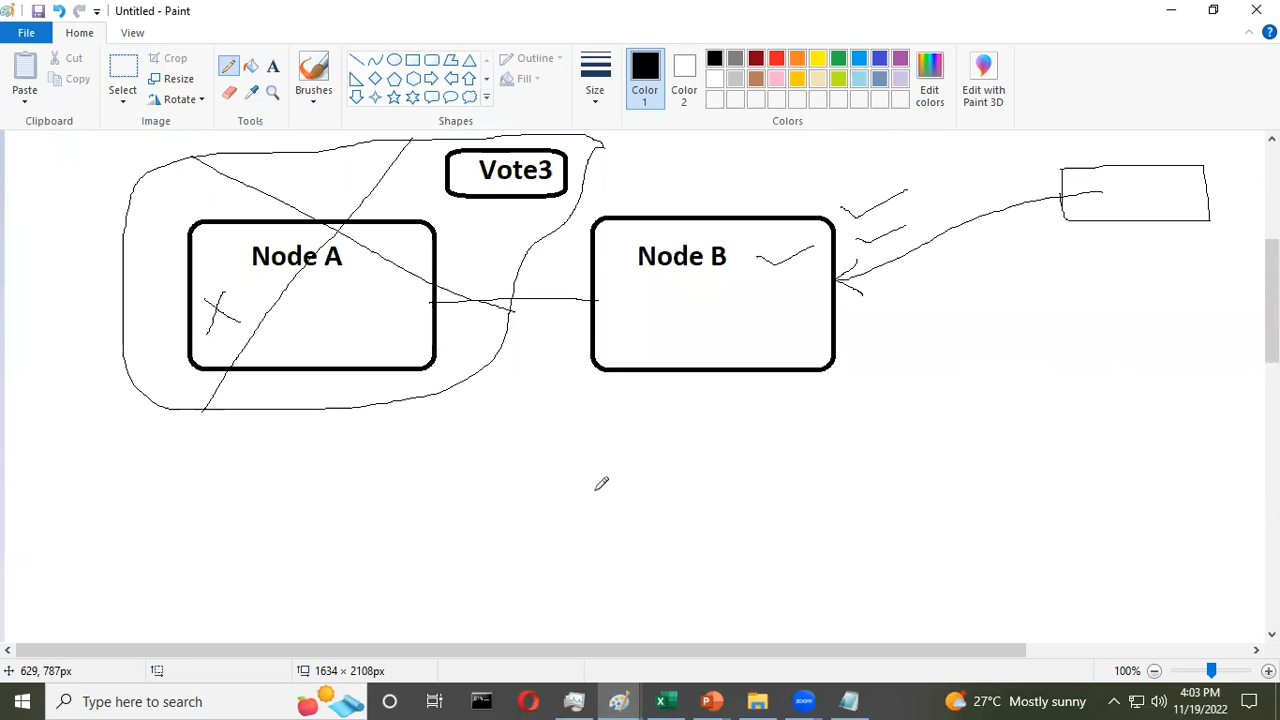 Untitled - Paint
File
Home
View
Paste
Cut
Copy
Clipboard
Select
Crop
Resize
Rotate
Image
Tools
Brushes
Shapes
Outline
Fill
Size
Color 1
Color 2
Edit colors
Edit with Paint 3D
Colors
Vote3
Node A
Node B
629, 787px
1634 × 2108px
100%
Type here to search
zoom
27°C Mostly sunny
4:03 PM
11/19/2022